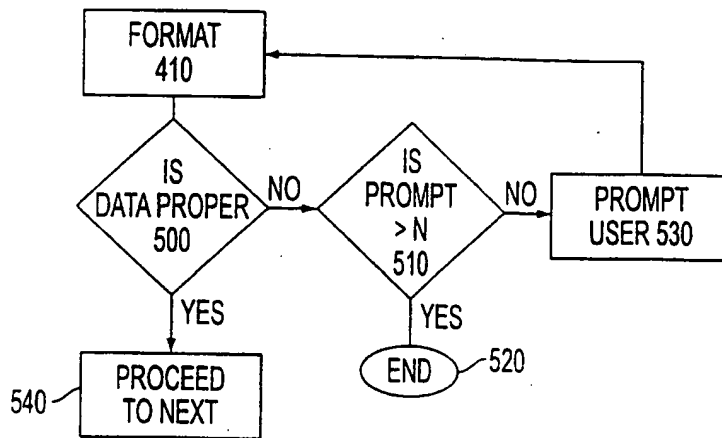 FORMAT
410
IS
DATA PROPER
500
NO
IS
PROMPT
> N
510
NO
PROMPT
USER 530
YES
YES
PROCEED
TO NEXT
540
END
520